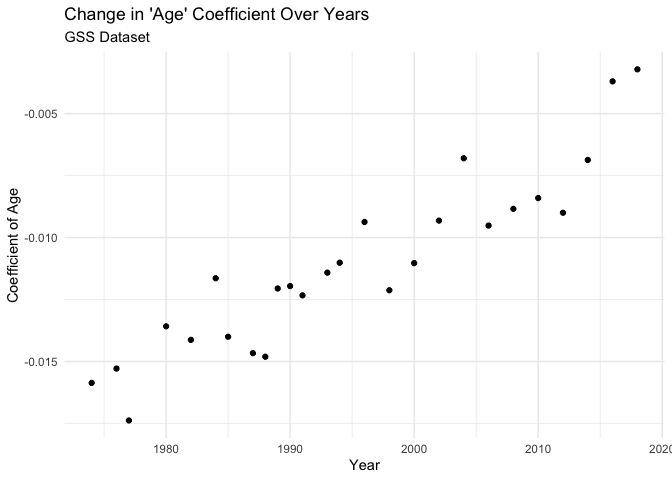 Change in 'Age' Coefficient Over Years
GSS Dataset
-0.005
-0.010
-0.015
Coefficient of Age
1980
1990
2000
2010
2020
Year